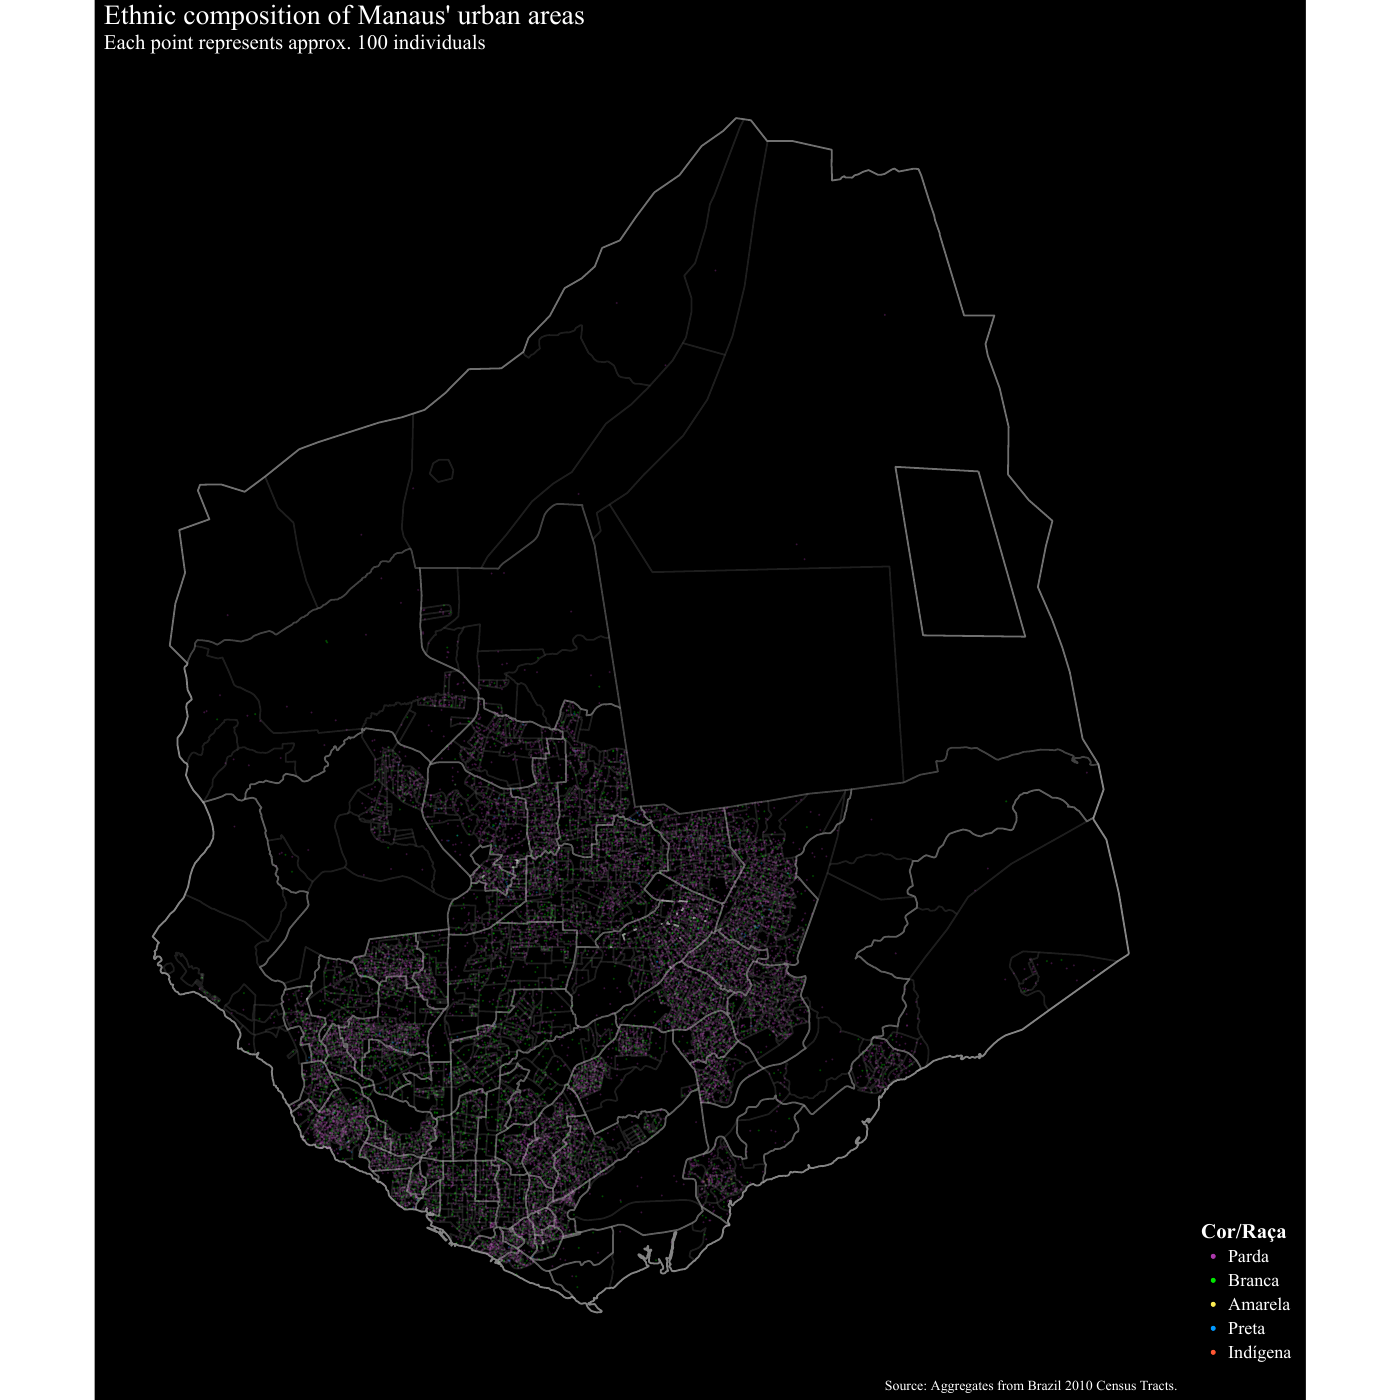 Ethnic composition of Manaus' urban areas
Each point represents approx. 100 individuals
Cor/Raça
Parda
Branca
Amarela
Preta
Indígena
Source: Aggregates from Brazil 2010 Census Tracts.